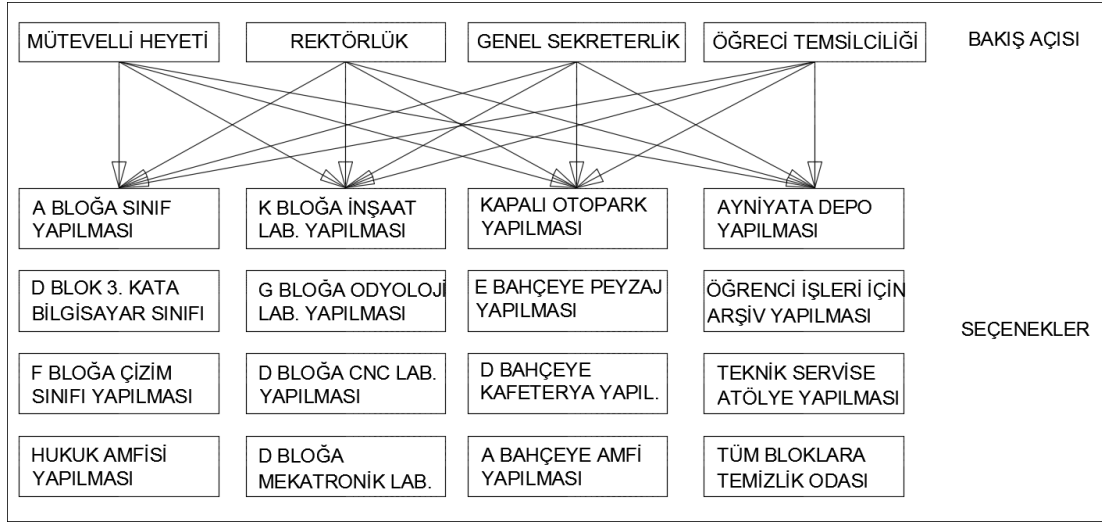 MÜTEVELLİ HEYETİ
REKTÖRLÜK
GENEL SEKRETERLİK
ÖĞRECİ TEMSİLCİLİĞİ
BAKIŞ AÇISI
A BLOĞA SINIF
YAPILMASI
K BLOĞA İNŞAAT
LAB. YAPILMASI
KAPALI OTOPARK
YAPILMASI
AYNİYATA DEPO
YAPILMASI
D BLOK 3. KATA
BİLGİSAYAR SINIFI
G BLOĞA ODYOLOJİ
LAB. YAPILMASI
E BAHÇEYE PEYZAJ
YAPILMASI
ÖĞRENCİ İŞLERİ İÇİN
ARŞİV YAPILMASI
SEÇENEKLER
F BLOĞA ÇİZİM
SINIFI YAPILMASI
D BLOĞA CNC LAB.
YAPILMASI
D BAHÇEYE
KAFETERYA YAPIL.
TEKNİK SERVİSE
ATÖLYE YAPILMASI
HUKUK AMFİSİ
YAPILMASI
D BLOĞA
MEKATRONİK LAB.
A BAHÇEYE AMFİ
YAPILMASI
TÜM BLOKLARA
TEMİZLİK ODASI